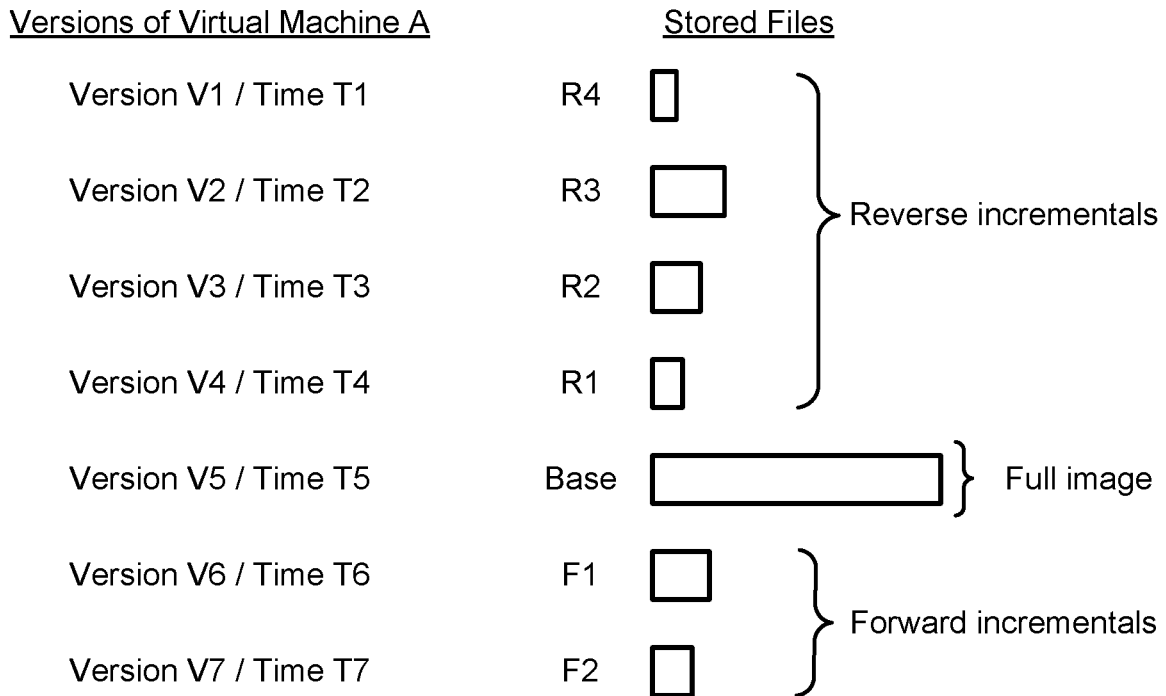 Versions of Virtual Machine A Stored Files
Version V1 / Time T1 R4
Version V2 / Time T2 R3
Reverse incrementals
Version V3 / Time T3 R2
Version V4 / Time T4 R1
Version V5 / Time T5 Base Full image
Version V6 / Time T6 F1
Forward incrementals
Version V7 / Time T7 F2